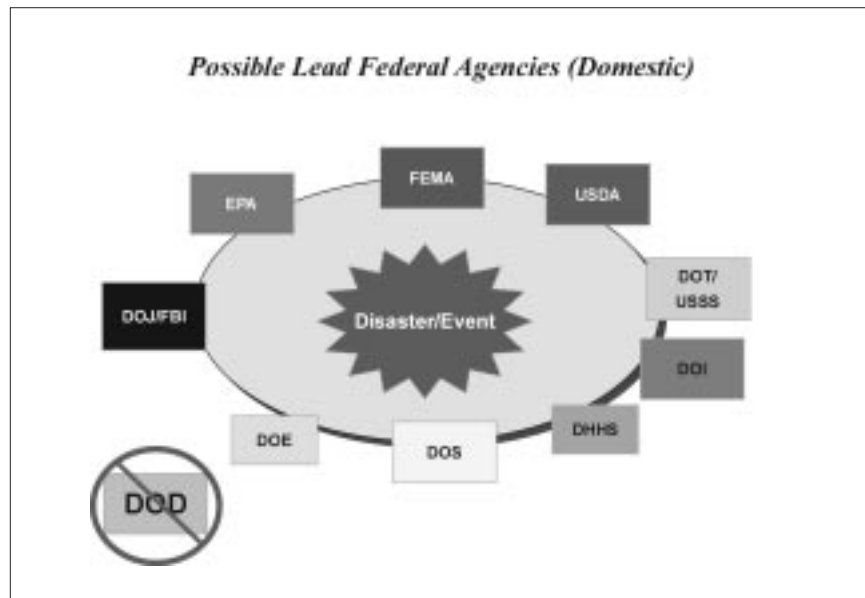 Possible Lead Federal Agencies (Domestic)
FEMA
EPA
USDA
DOT/
USSS
DOJ/FBI
Disaster/Event
DOI
DHHS
DOE
DOS
DOD